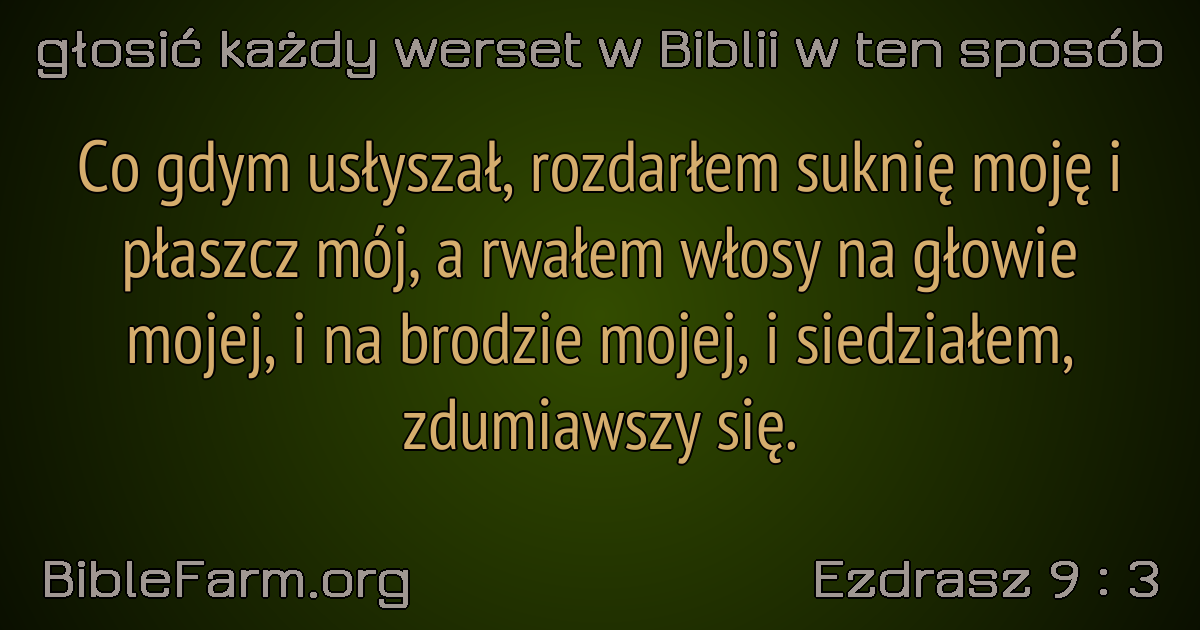 głosić każdy werset w Biblii w ten sposób
Co gdym usłyszał, rozdarłem suknię moję i
płaszcz mój, a rwałem włosy na głowie
mojej, i na brodzie mojej, i siedziałem,
zdumiawszy się.
BibleFarm.org
Ezdrasz 9 : 3